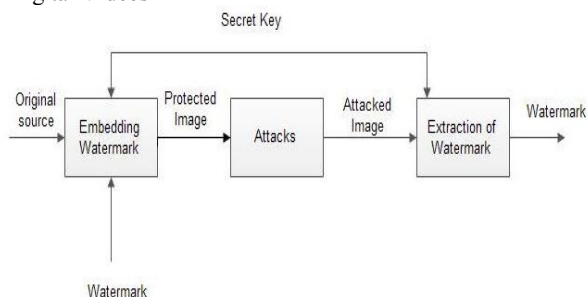 Secret Key
Original
source
Embedding
Watermark
Protected
Image
Attacks
Attacked
Image
Extraction of
Watermark
Watermark
Watermark